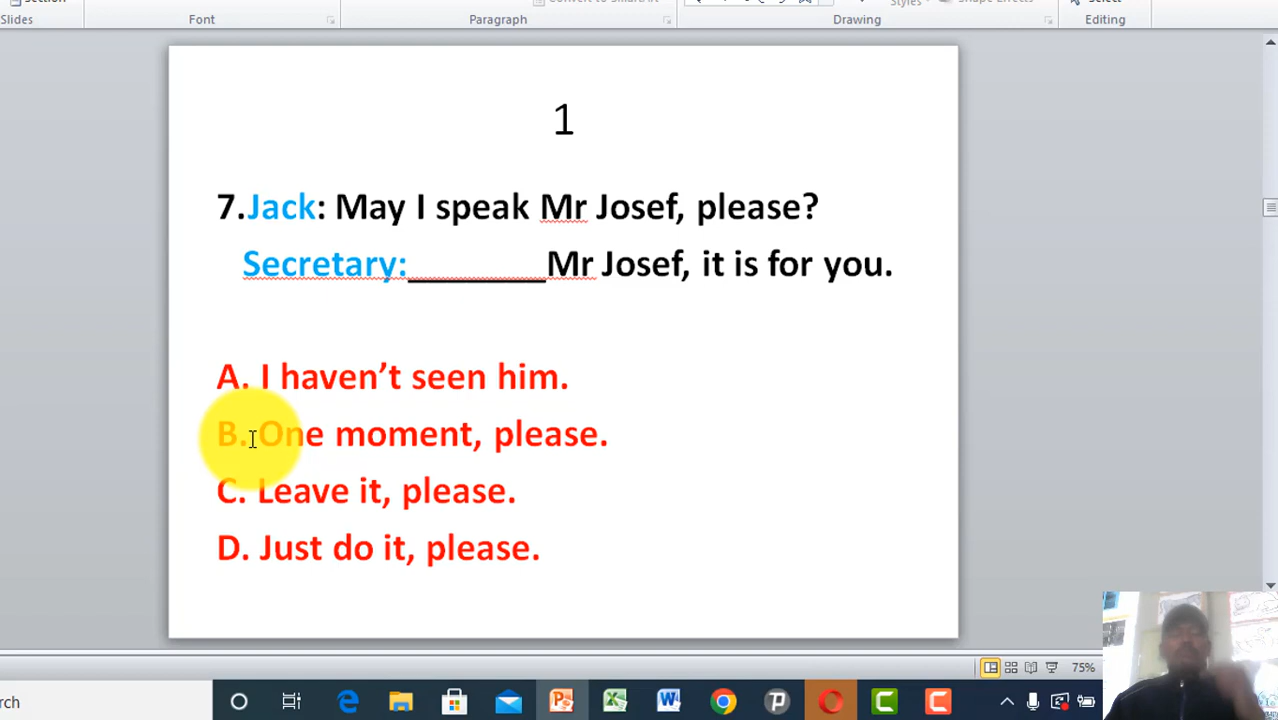 Slides
Font
Paragraph
Drawing
Editing
1
7.Jack: May I speak Mr Josef, please?
Secretary:_______Mr Josef, it is for you.
A. I haven’t seen him.
B. One moment, please.
C. Leave it, please.
D. Just do it, please.
75%
rch